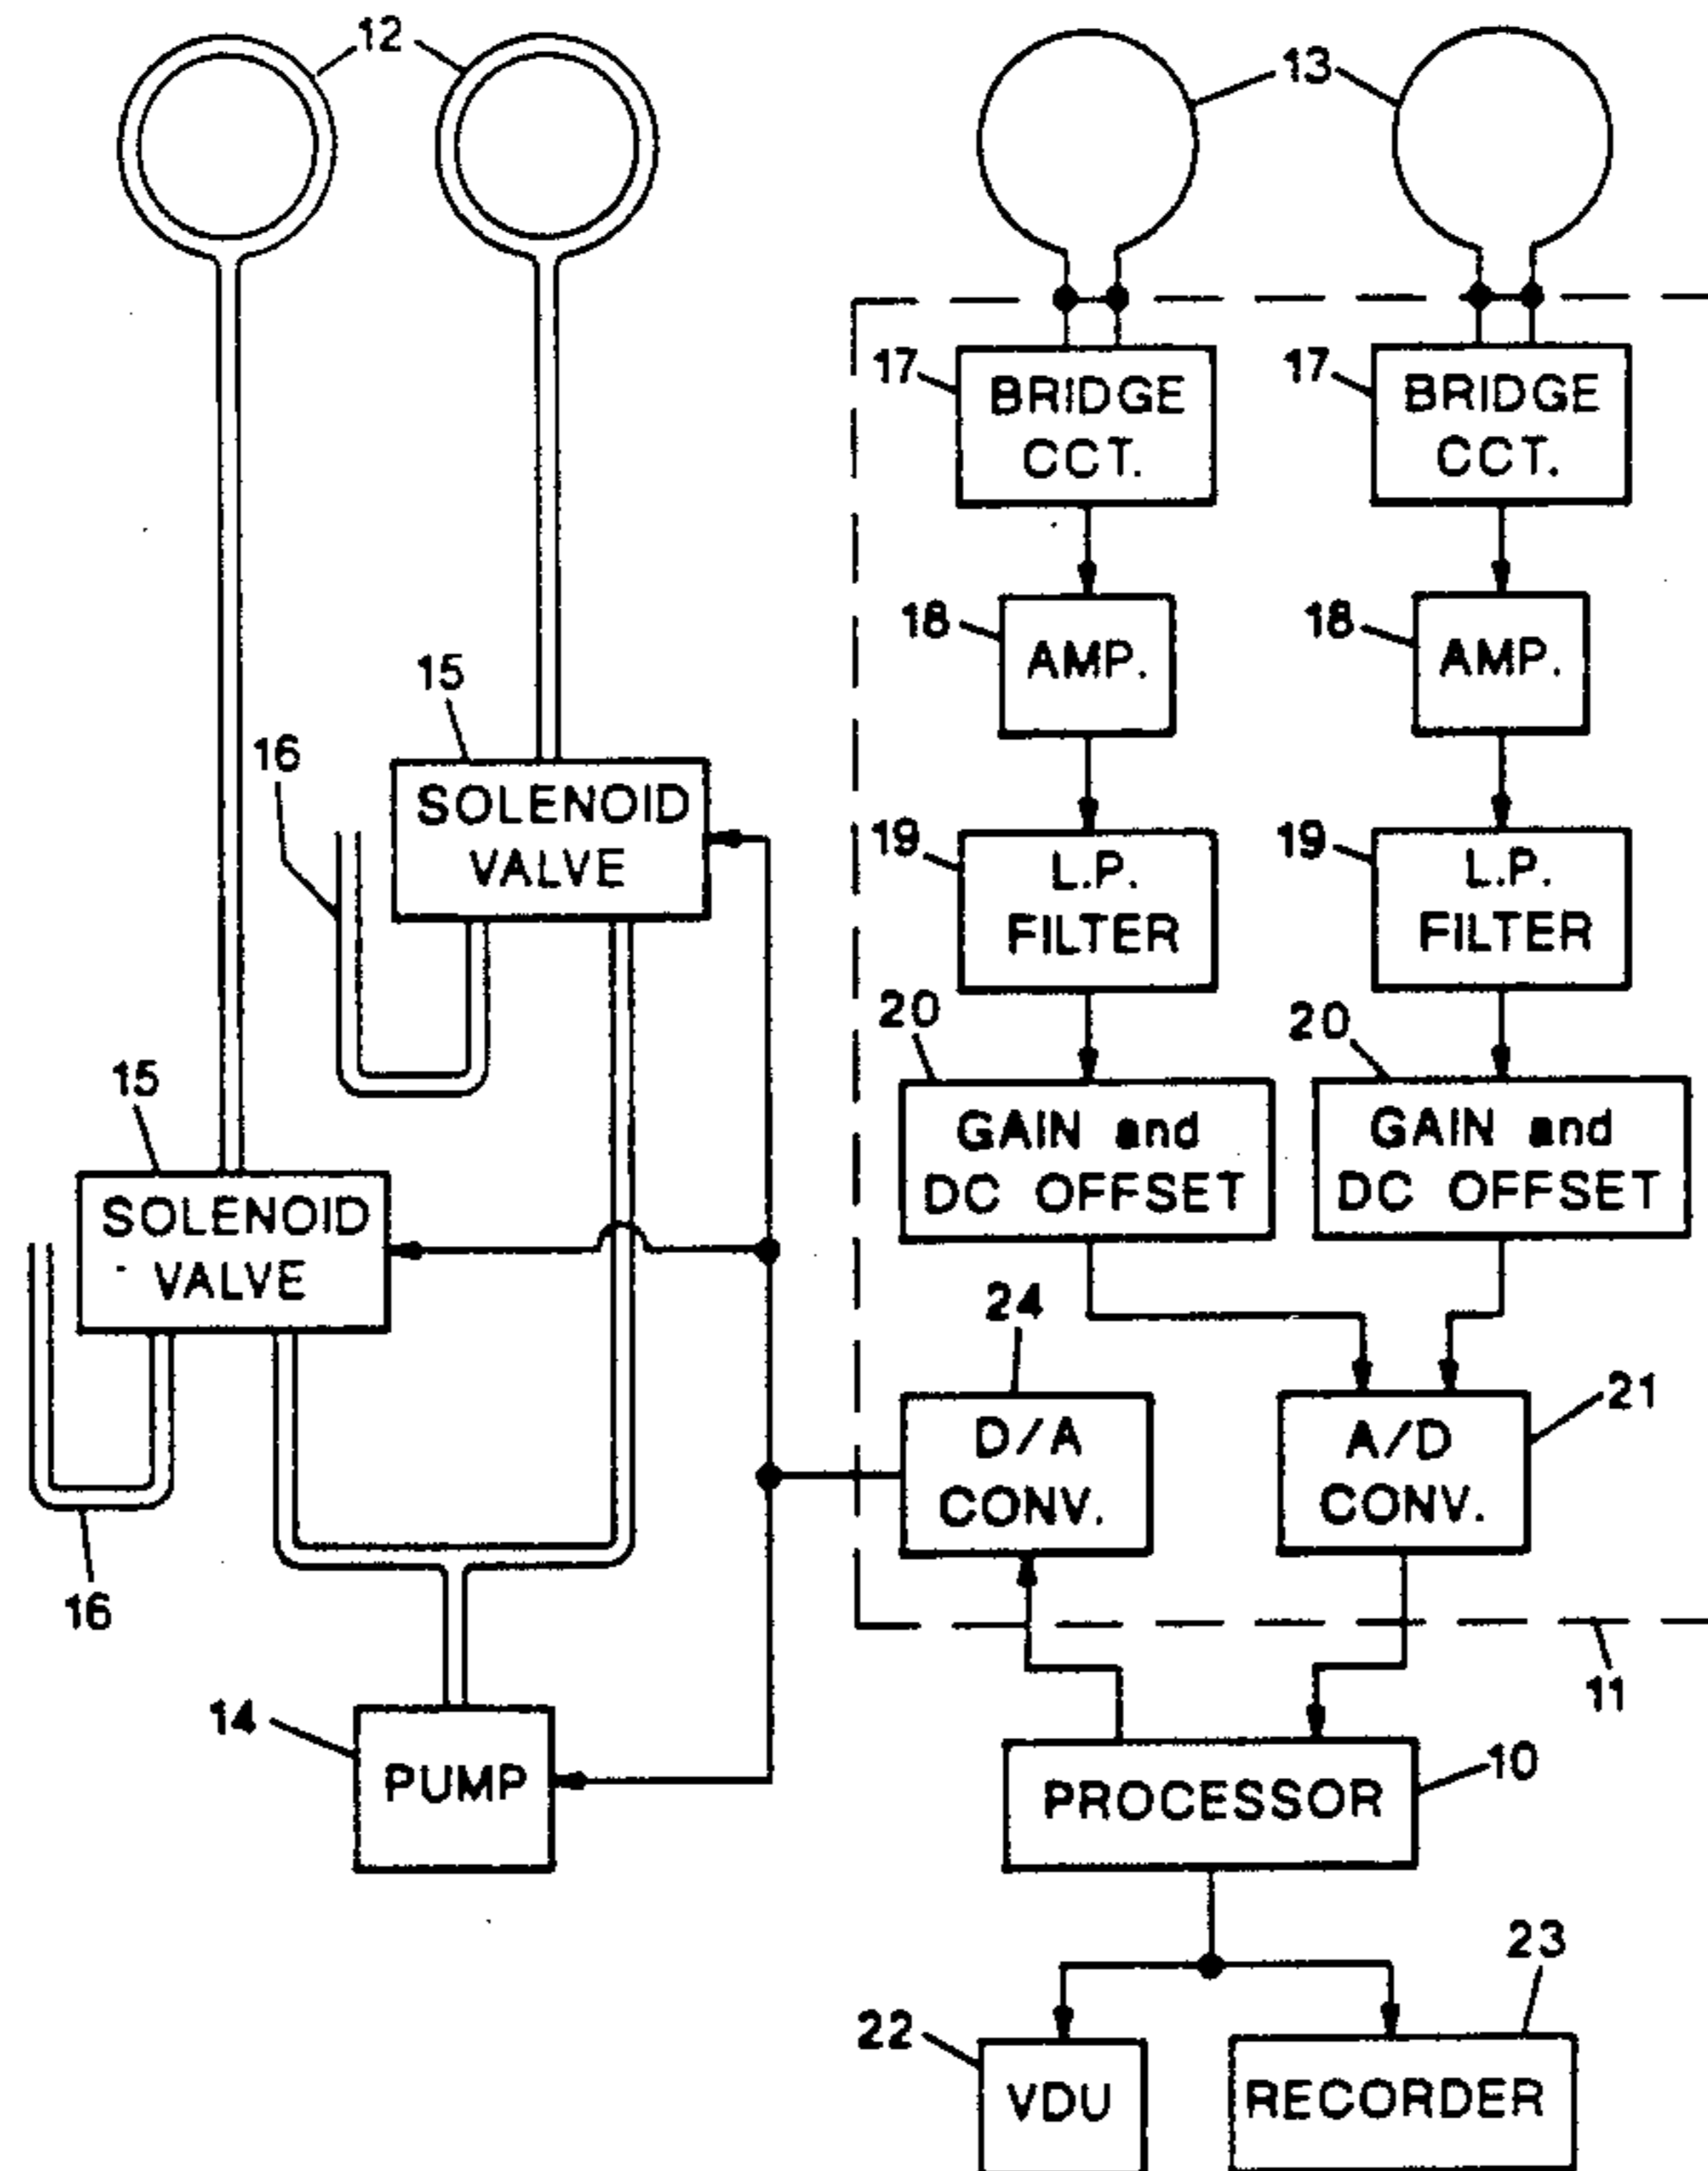 12
13
17
BRIDGE
CCT.
17
BRIDGE
CCT.
18
AMP.
18
AMP.
15
SOLENOID
VALVE
16
19
L.P.
FILTER
19
L.P.
FILTER
20
GAIN and
DC OFFSET
20
GAIN and
DC OFFSET
15
SOLENOID
VALVE
16
24
D/A
CONV.
21
A/D
CONV.
11
14
PUMP
10
PROCESSOR
22
VDU
23
RECORDER